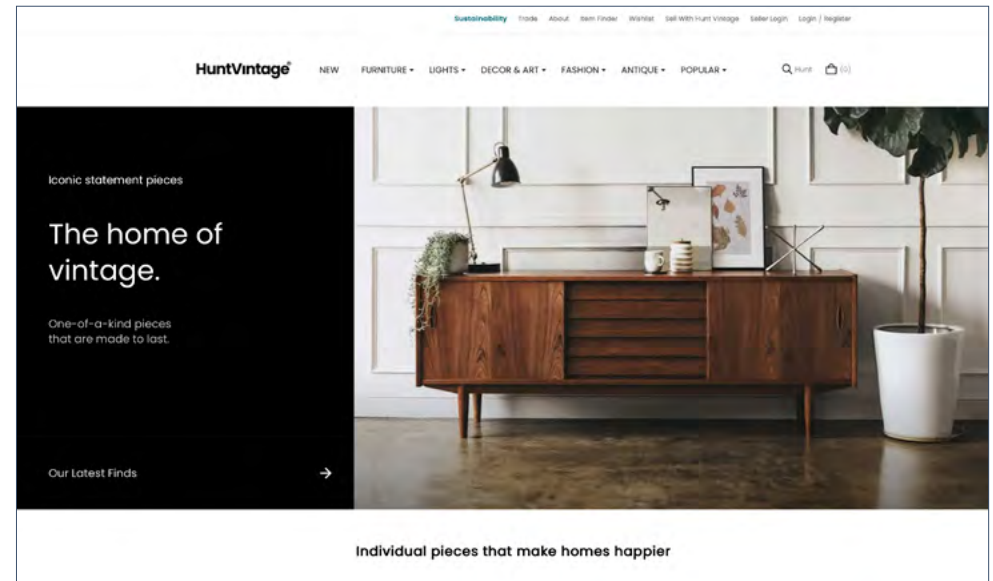 Sustainability Trade About Item Finder Wishlist Sell With Hunt Vintage Seller Login Login / Register
HuntVintage® NEW FURNITURE LIGHTS DECOR & ART FASHION ANTIQUE POPULAR Hunt (0)
Iconic statement pieces
The home of
vintage.
One-of-a-kind pieces
that are made to last.
Our Latest Finds
Individual pieces that make homes happier